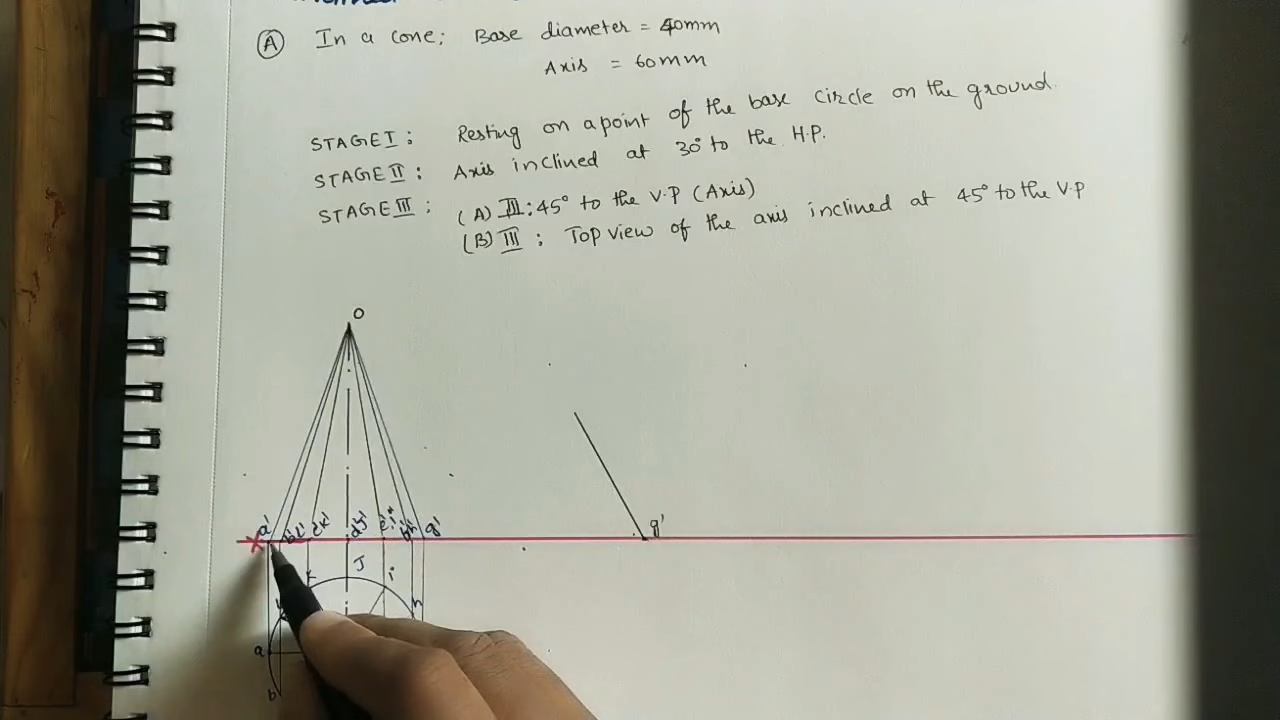 (A) In a cone; Base diameter = 40mm
Axis = 60mm
STAGE I : Resting on a point of the base circle on the ground.
STAGE II : Axis inclined at 30° to the H.P.
STAGE III : (A) III : 45° to the V.P (Axis)
(B) III : Top view of the axis inclined at 45° to the V.P
O
X a' b'l' c'k' d'j' e'i' g' g'
k J i
h
a
b